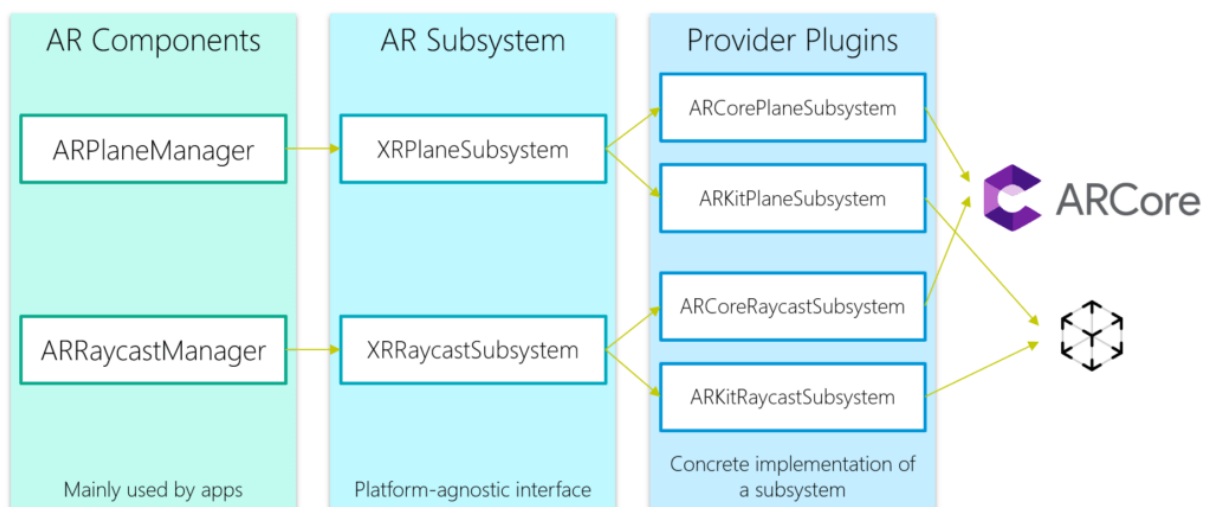 AR Components
ARPlaneManager
ARRaycastManager
Mainly used by apps
AR Subsystem
XRPlaneSubsystem
XRRaycastSubsystem
Platform-agnostic interface
Provider Plugins
ARCorePlaneSubsystem
ARKitPlaneSubsystem
ARCoreRaycastSubsystem
ARKitRaycastSubsystem
Concrete implementation of
a subsystem
ARCore